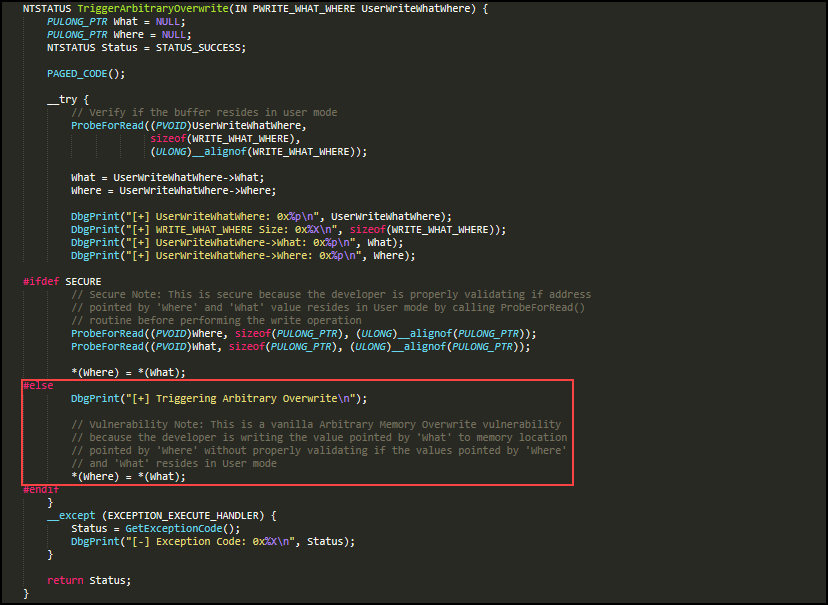 NTSTATUS TriggerArbitraryOverwrite(IN PWRITE_WHAT_WHERE UserWriteWhatWhere) {
PULONG_PTR What = NULL;
PULONG_PTR Where = NULL;
NTSTATUS Status = STATUS_SUCCESS;
PAGED_CODE();
__try {
// Verify if the buffer resides in user mode
ProbeForRead((PVOID)UserWriteWhatWhere,
sizeof(WRITE_WHAT_WHERE),
(ULONG)__alignof(WRITE_WHAT_WHERE));
What = UserWriteWhatWhere->What;
Where = UserWriteWhatWhere->Where;
DbgPrint("[+] UserWriteWhatWhere: 0x%p\n", UserWriteWhatWhere);
DbgPrint("[+] WRITE_WHAT_WHERE Size: 0x%X\n", sizeof(WRITE_WHAT_WHERE));
DbgPrint("[+] UserWriteWhatWhere->What: 0x%p\n", What);
DbgPrint("[+] UserWriteWhatWhere->Where: 0x%p\n", Where);
#ifdef SECURE
// Secure Note: This is secure because the developer is properly validating if address
// pointed by 'Where' and 'What' value resides in User mode by calling ProbeForRead()
// routine before performing the write operation
ProbeForRead((PVOID)Where, sizeof(PULONG_PTR), (ULONG)__alignof(PULONG_PTR));
ProbeForRead((PVOID)What, sizeof(PULONG_PTR), (ULONG)__alignof(PULONG_PTR));
*(Where) = *(What);
#else
DbgPrint("[+] Triggering Arbitrary Overwrite\n");
// Vulnerability Note: This is a vanilla Arbitrary Memory Overwrite vulnerability
// because the developer is writing the value pointed by 'What' to memory location
// pointed by 'Where' without properly validating if the values pointed by 'Where'
// and 'What' resides in User mode
*(Where) = *(What);
#endif
}
__except (EXCEPTION_EXECUTE_HANDLER) {
Status = GetExceptionCode();
DbgPrint("[-] Exception Code: 0x%X\n", Status);
}
return Status;
}